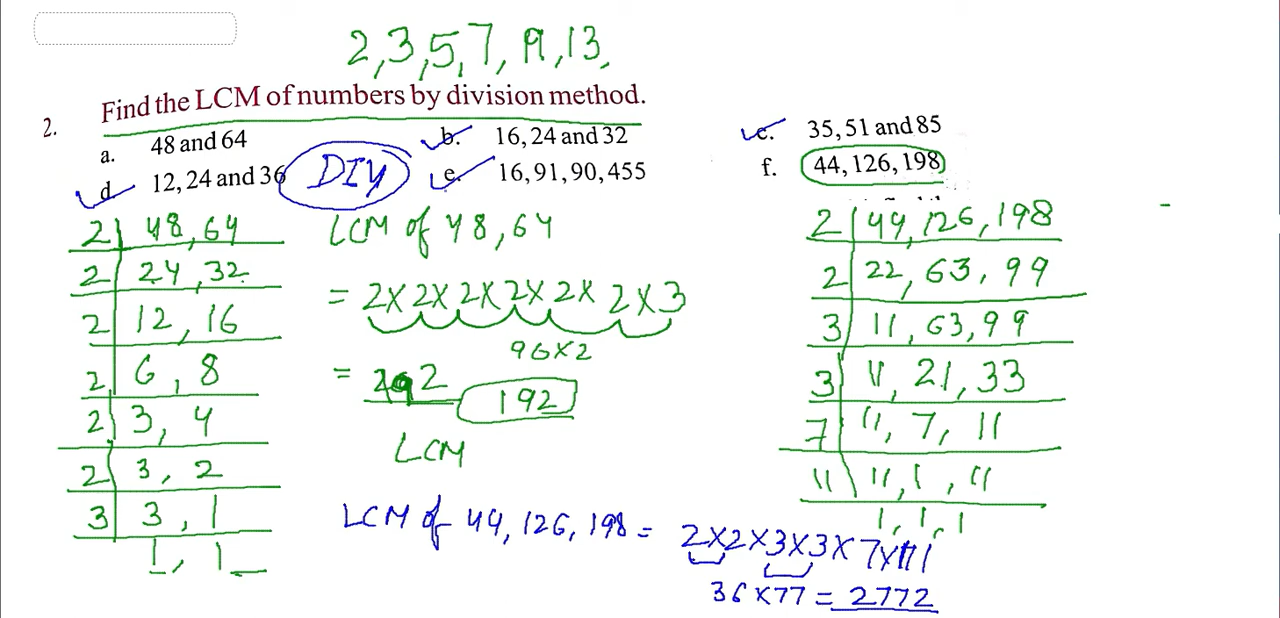 2,3,5,7,11,13,
2. Find the LCM of numbers by division method.
a. 48 and 64 b. 16, 24 and 32 c. 35, 51 and 85
d. 12, 24 and 36 DIY e. 16, 91, 90, 455 f. 44, 126, 198
2 48, 64
2 24, 32
2 12, 16
2 6, 8
2 3, 4
2 3, 2
3 3, 1
1, 1
LCM of 48, 64
= 2 x 2 x 2 x 2 x 2 x 2 x 3
96 x 2
= 192
192
LCM
2 44, 126, 198
2 22, 63, 99
3 11, 63, 99
3 11, 21, 33
7 11, 7, 11
11 11, 1, 11
1, 1, 1
LCM of 44, 126, 198 = 2 x 2 x 3 x 3 x 7 x 11
36 x 77 = 2772